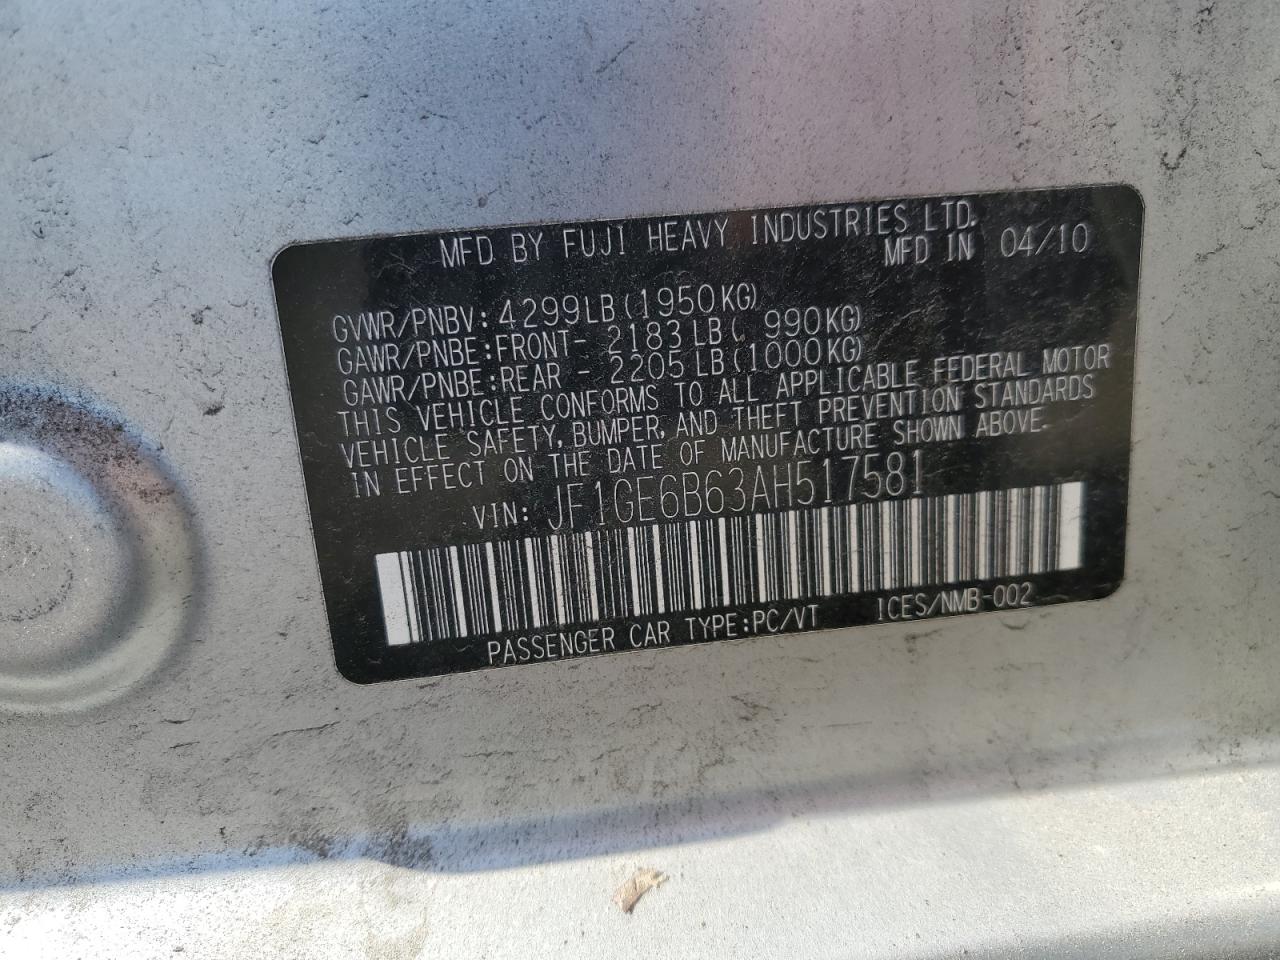 MFD BY FUJI HEAVY INDUSTRIES LTD.
MFD IN 04/10
GVWR/PNBV: 4299LB (1950KG)
GAWR/PNBE:FRONT- 2183LB ( 990KG)
GAWR/PNBE:REAR - 2205LB (1000KG)
THIS VEHICLE CONFORMS TO ALL APPLICABLE FEDERAL MOTOR
VEHICLE SAFETY, BUMPER, AND THEFT PREVENTION STANDARDS
IN EFFECT ON THE DATE OF MANUFACTURE SHOWN ABOVE.
VIN: JF1GE6B63AH517581
PASSENGER CAR TYPE:PC/VT ICES/NMB-002